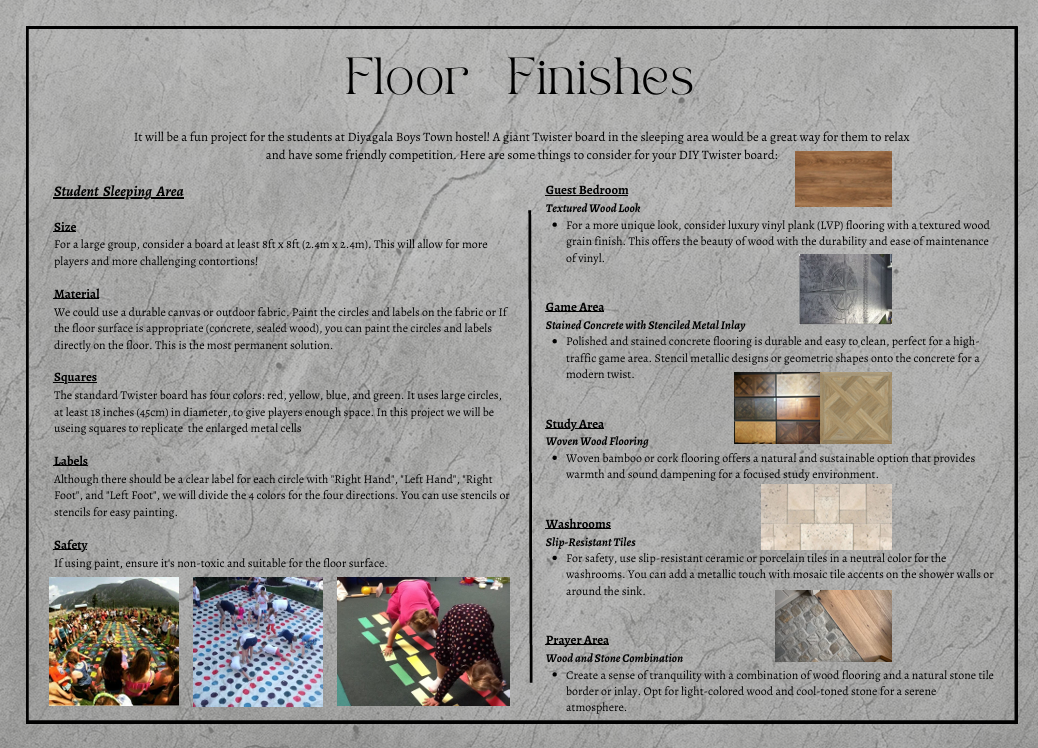 Floor Finishes
It will be a fun project for the students at Diyagala Boys Town hostel! A giant Twister board in the sleeping area would be a great way for them to relax
and have some friendly competition. Here are some things to consider for your DIY Twister board:
Student Sleeping Area
Size
For a large group, consider a board at least 8ft x 8ft (2.4m x 2.4m). This will allow for more
players and more challenging contortions!
Material
We could use a durable canvas or outdoor fabric. Paint the circles and labels on the fabric or If
the floor surface is appropriate (concrete, sealed wood), you can paint the circles and labels
directly on the floor. This is the most permanent solution.
Squares
The standard Twister board has four colors: red, yellow, blue, and green. It uses large circles,
at least 18 inches (45cm) in diameter, to give players enough space. In this project we will be
useing squares to replicate the enlarged metal cells
Labels
Although there should be a clear label for each circle with "Right Hand", "Left Hand", "Right
Foot", and "Left Foot", we will divide the 4 colors for the four directions. You can use stencils or
stencils for easy painting.
Safety
If using paint, ensure it's non-toxic and suitable for the floor surface.
Guest Bedroom
Textured Wood Look
• For a more unique look, consider luxury vinyl plank (LVP) flooring with a textured wood
grain finish. This offers the beauty of wood with the durability and ease of maintenance
of vinyl.
Game Area
Stained Concrete with Stenciled Metal Inlay
• Polished and stained concrete flooring is durable and easy to clean, perfect for a high-
traffic game area. Stencil metallic designs or geometric shapes onto the concrete for a
modern twist.
Study Area
Woven Wood Flooring
• Woven bamboo or cork flooring offers a natural and sustainable option that provides
warmth and sound dampening for a focused study environment.
Washrooms
Slip-Resistant Tiles
• For safety, use slip-resistant ceramic or porcelain tiles in a neutral color for the
washrooms. You can add a metallic touch with mosaic tile accents on the shower walls or
around the sink.
Prayer Area
Wood and Stone Combination
• Create a sense of tranquility with a combination of wood flooring and a natural stone tile
border or inlay. Opt for light-colored wood and cool-toned stone for a serene
atmosphere.